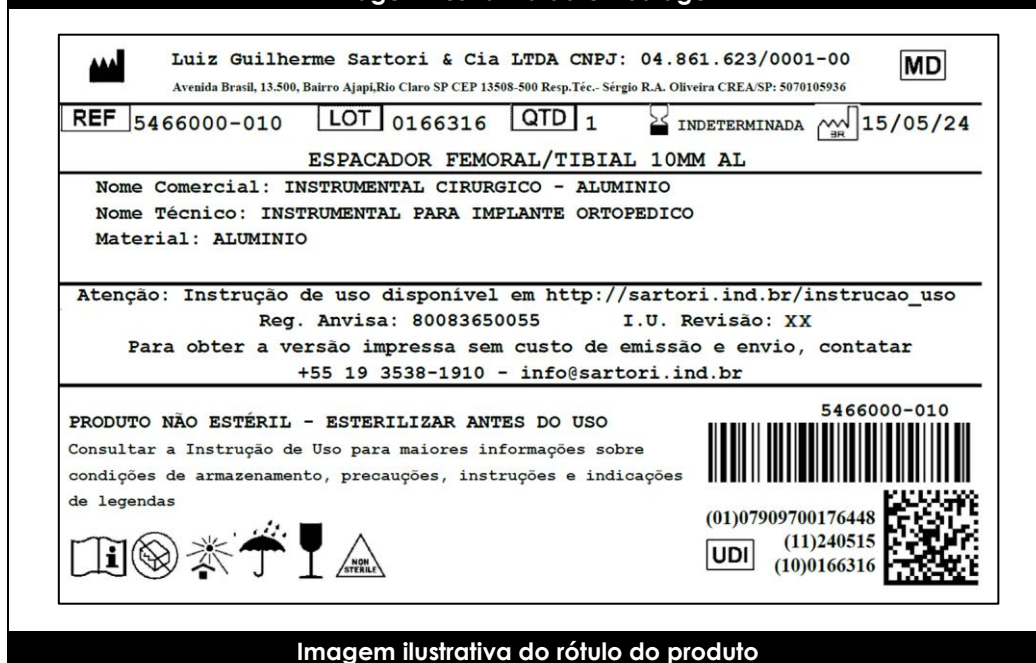 Luiz Guilherme Sartori & Cia LTDA CNPJ: 04.861.623/0001-00
MD
Avenida Brasil, 13.500, Bairro Ajapi,Rio Claro SP CEP 13508-500 Resp.Téc.- Sérgio R.A. Oliveira CREA/SP: 5070105936
REF 5466000-010 LOT 0166316 QTD 1 INDETERMINADA BR 15/05/24
ESPACADOR FEMORAL/TIBIAL 10MM AL
Nome Comercial: INSTRUMENTAL CIRURGICO - ALUMINIO
Nome Técnico: INSTRUMENTAL PARA IMPLANTE ORTOPEDICO
Material: ALUMINIO
Atenção: Instrução de uso disponível em http://sartori.ind.br/instrucao_uso
Reg. Anvisa: 80083650055 I.U. Revisão: XX
Para obter a versão impressa sem custo de emissão e envio, contatar
+55 19 3538-1910 - info@sartori.ind.br
PRODUTO NÃO ESTÉRIL - ESTERILIZAR ANTES DO USO
Consultar a Instrução de Uso para maiores informações sobre
condições de armazenamento, precauções, instruções e indicações
de legendas
NON
STERILE
5466000-010
(01)07909700176448
UDI
(11)240515
(10)0166316
Imagem ilustrativa do rótulo do produto